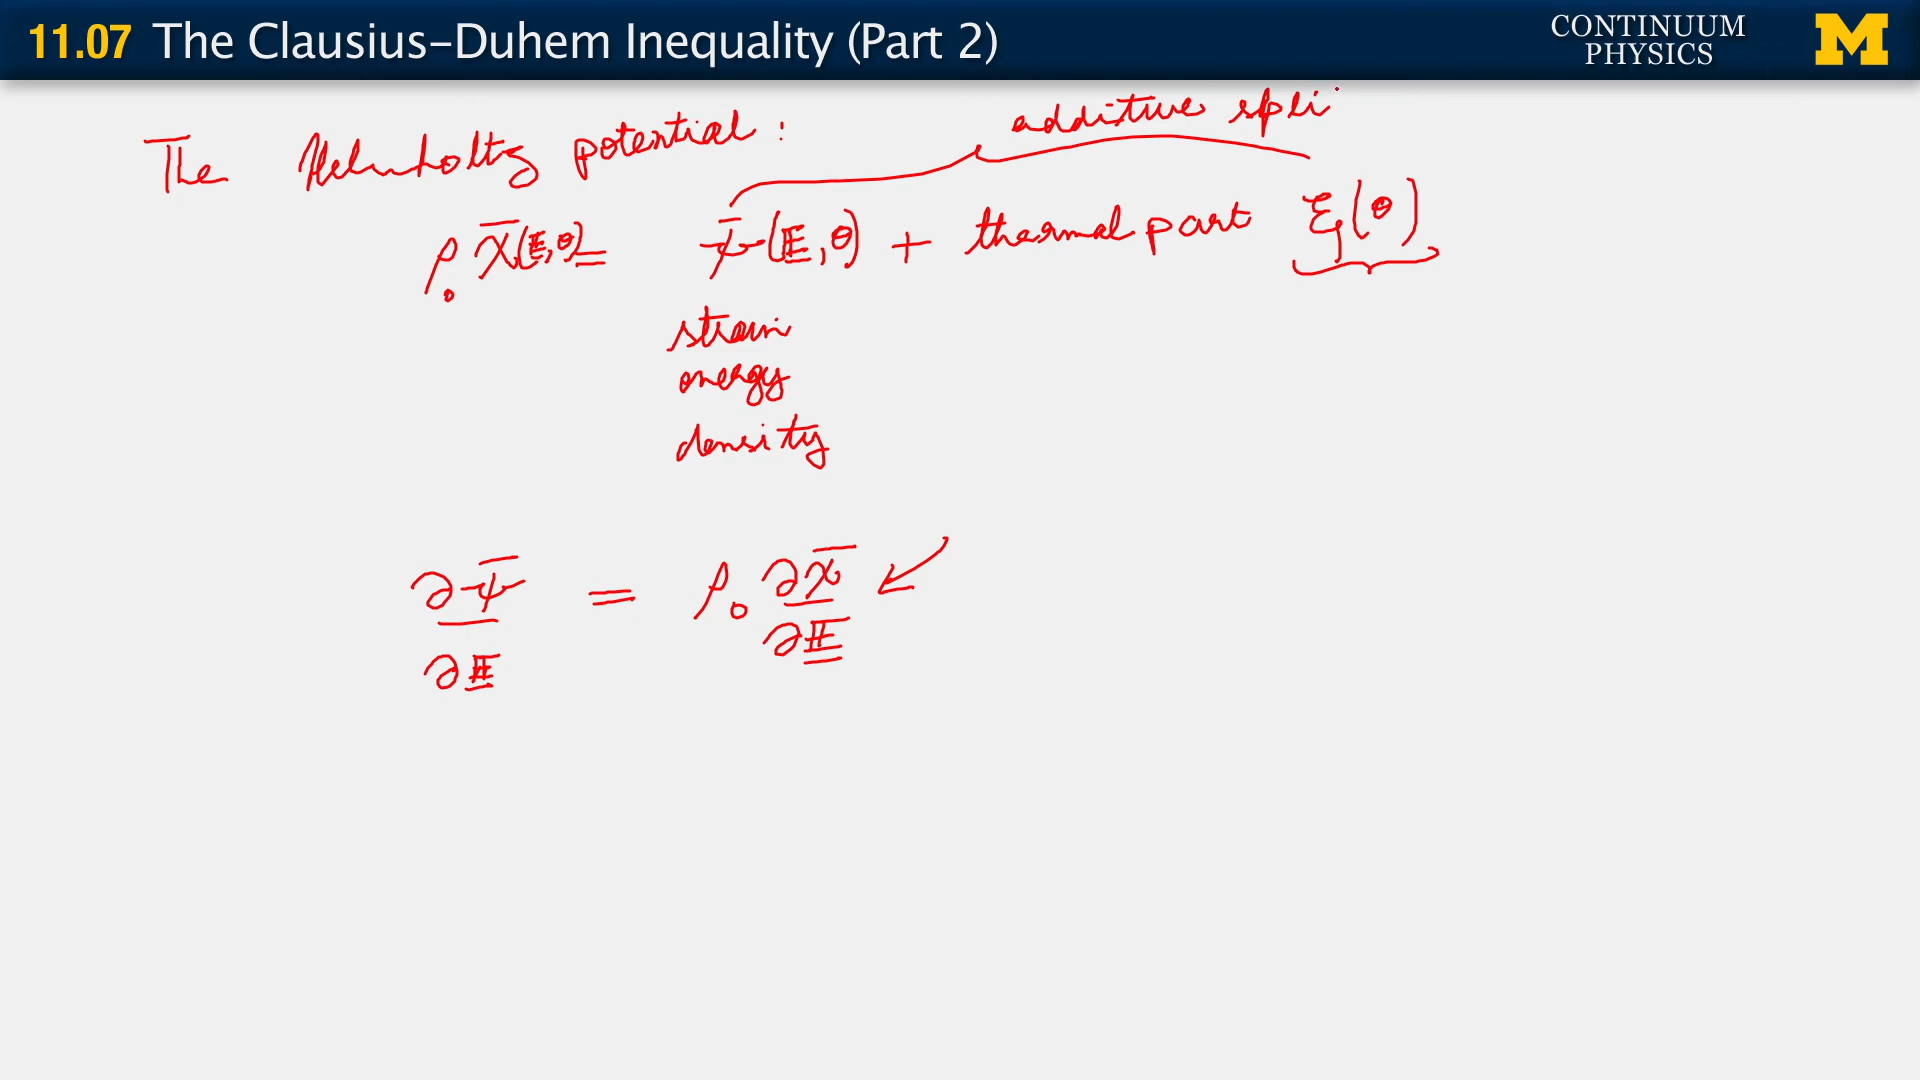 11.07 The Clausius–Duhem Inequality (Part 2)
CONTINUUM
PHYSICS
M
additive spli
The Helmholtz potential :
ρ₀ χ̄(E, θ) = ψ̄(E, θ) + thermal part ξ(θ)
strain
energy
density
∂ψ̄/∂E = ρ₀ ∂χ̄/∂E